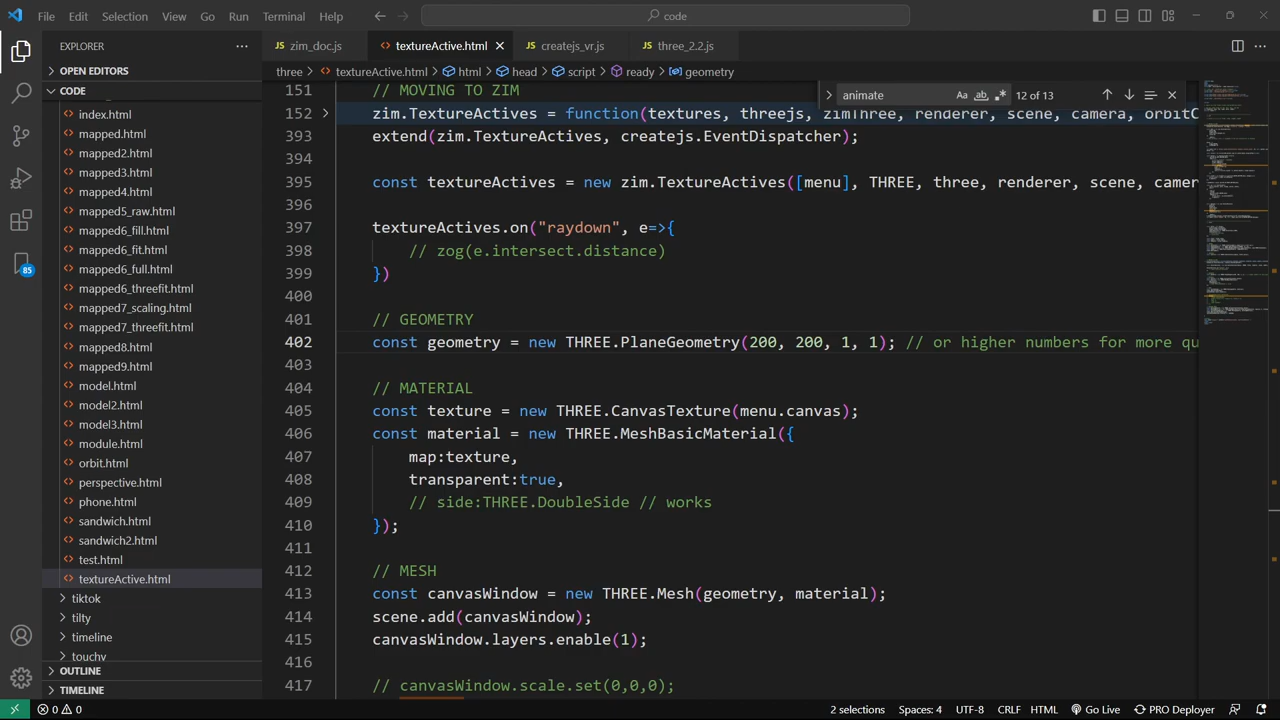 File Edit Selection View Go Run Terminal Help
code
EXPLORER
zim_doc.js
textureActive.html
createjs_vr.js
three_2.2.js
OPEN EDITORS
three > textureActive.html > html > head > script > ready > geometry
CODE
animate
Aa ab 12 of 13
index.html
mapped.html
mapped2.html
mapped3.html
mapped4.html
mapped5_raw.html
mapped6_fill.html
mapped6_fit.html
mapped6_full.html
mapped6_threefit.html
mapped7_scaling.html
mapped7_threefit.html
mapped8.html
mapped9.html
model.html
model2.html
model3.html
module.html
orbit.html
perspective.html
phone.html
sandwich.html
sandwich2.html
test.html
textureActive.html
tiktok
tilty
timeline
touchy
OUTLINE
TIMELINE
85
151 // MOVING TO ZIM
152 zim.TextureActives = function(textures, threejs, zimThree, renderer, scene, camera, orbitC
393 extend(zim.TextureActives, createjs.EventDispatcher);
394
395 const textureActives = new zim.TextureActives([menu], THREE, three, renderer, scene, camer
396
397 textureActives.on("raydown", e=>{
398 // zog(e.intersect.distance)
399 })
400
401 // GEOMETRY
402 const geometry = new THREE.PlaneGeometry(200, 200, 1, 1); // or higher numbers for more qu
403
404 // MATERIAL
405 const texture = new THREE.CanvasTexture(menu.canvas);
406 const material = new THREE.MeshBasicMaterial({
407 map:texture,
408 transparent:true,
409 // side:THREE.DoubleSide // works
410 });
411
412 // MESH
413 const canvasWindow = new THREE.Mesh(geometry, material);
414 scene.add(canvasWindow);
415 canvasWindow.layers.enable(1);
416
417 // canvasWindow.scale.set(0,0,0);
0 0 2 selections Spaces: 4 UTF-8 CRLF HTML Go Live PRO Deployer